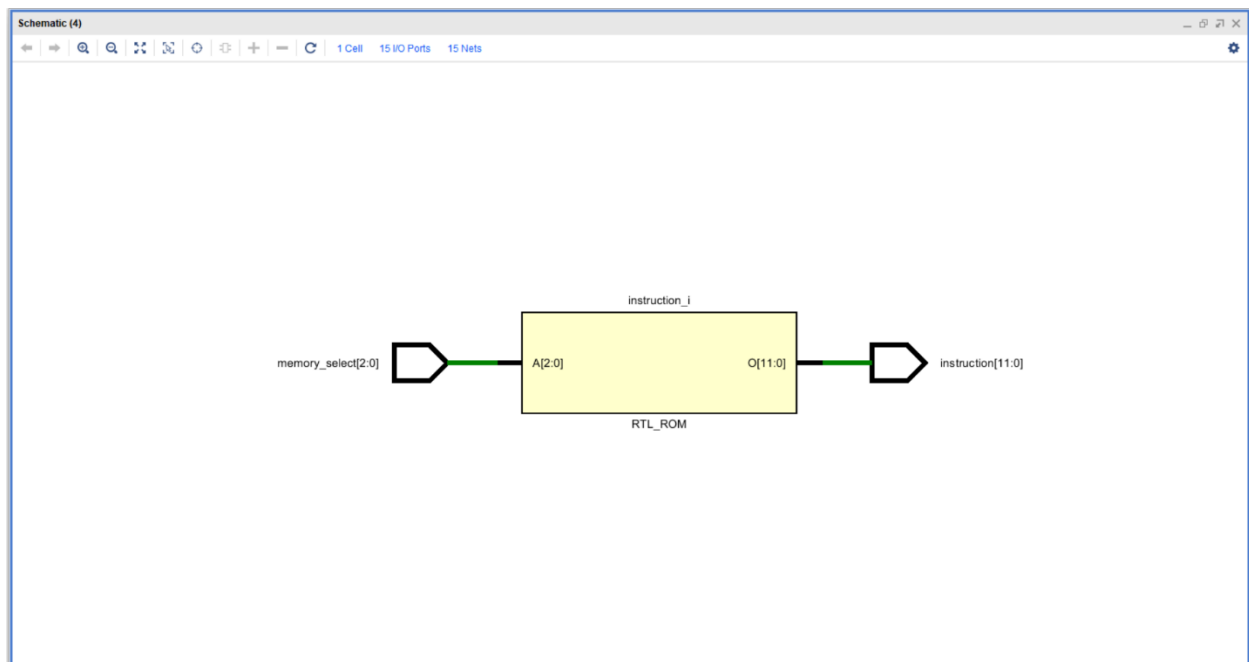 Schematic (4)
1 Cell 15 I/O Ports 15 Nets
instruction_i
memory_select[2:0] A[2:0] O[11:0] instruction[11:0]
RTL_ROM